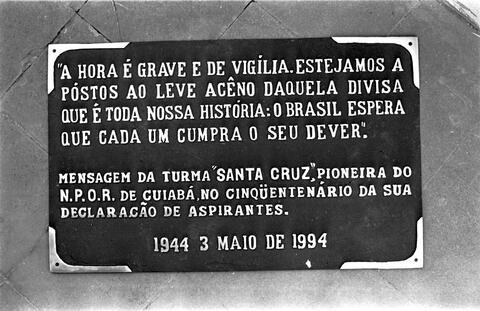 "A HORA É GRAVE E DE VIGÍLIA. ESTEJAMOS A
PÓSTOS AO LEVE ACÊNO DAQUELA DIVISA
QUE É TODA NOSSA HISTÓRIA: O BRASIL ESPERA
QUE CADA UM CUMPRA O SEU DEVER".
MENSAGEM DA TURMA "SANTA CRUZ", PIONEIRA DO
N.P.O.R. DE CUIABÁ, NO CINQÜENTENÁRIO DA SUA
DECLARAÇÃO DE ASPIRANTES.
1944 3 MAIO DE 1994